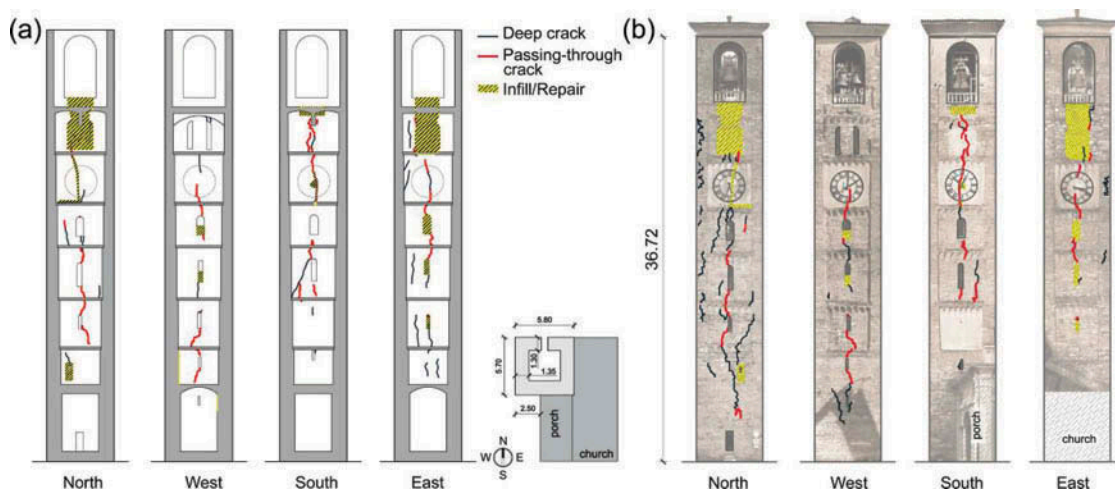 (a)
Deep crack
Passing-through
crack
Infill/Repair
(b)
36.72
5.80
5.70
1.30
1.35
2.50
porch
church
N
W E
S
porch
church
North
West
South
East
North
West
South
East